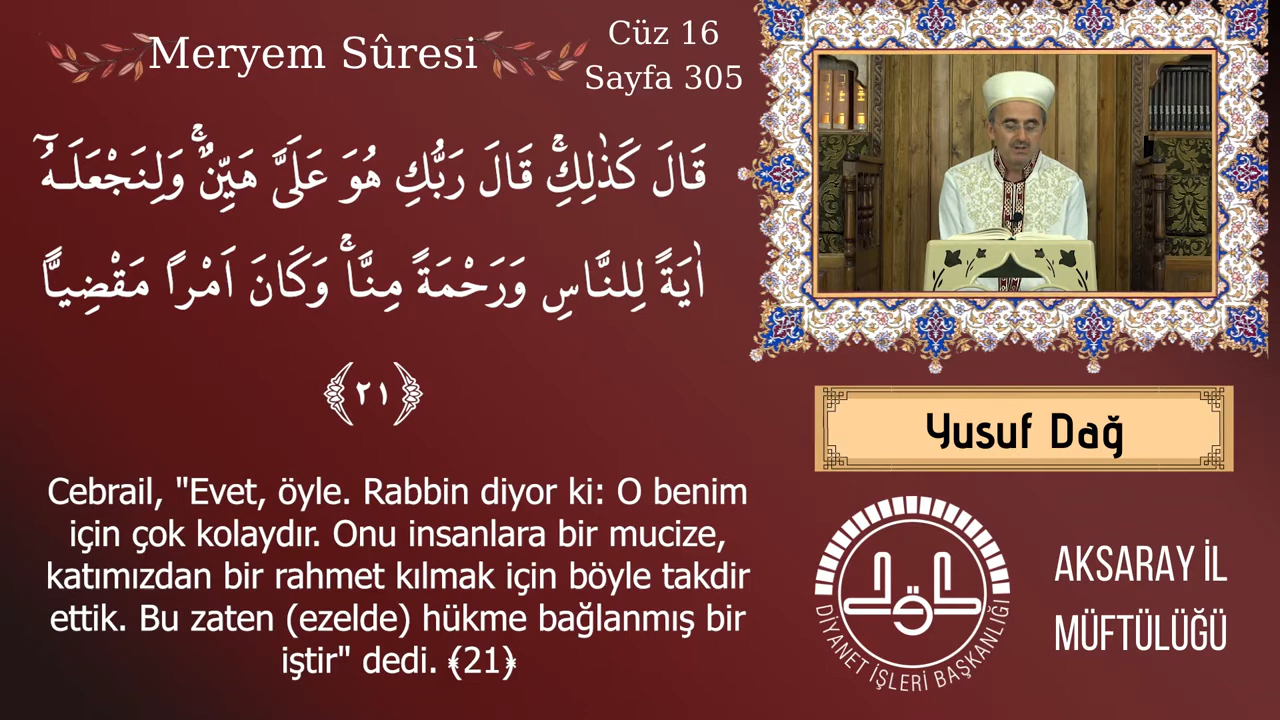 Meryem Sûresi
Cüz 16
Sayfa 305
قَالَ كَذٰلِكِۚ قَالَ رَبُّكِ هُوَ عَلَيَّ هَيِّنٌۚ وَلِنَجْعَلَـهُٓ
اٰيَةً لِلنَّاسِ وَرَحْمَةً مِنَّاۚ وَكَانَ اَمْراً مَقْضِياًّ
﴿٢١﴾
Cebrail, "Evet, öyle. Rabbin diyor ki: O benim
için çok kolaydır. Onu insanlara bir mucize,
katımızdan bir rahmet kılmak için böyle takdir
ettik. Bu zaten (ezelde) hükme bağlanmış bir
iştir" dedi. ﴾21﴿
Yusuf Dağ
DİYANET İŞLERİ BAŞKANLIĞI
AKSARAY İL
MÜFTÜLÜĞÜ